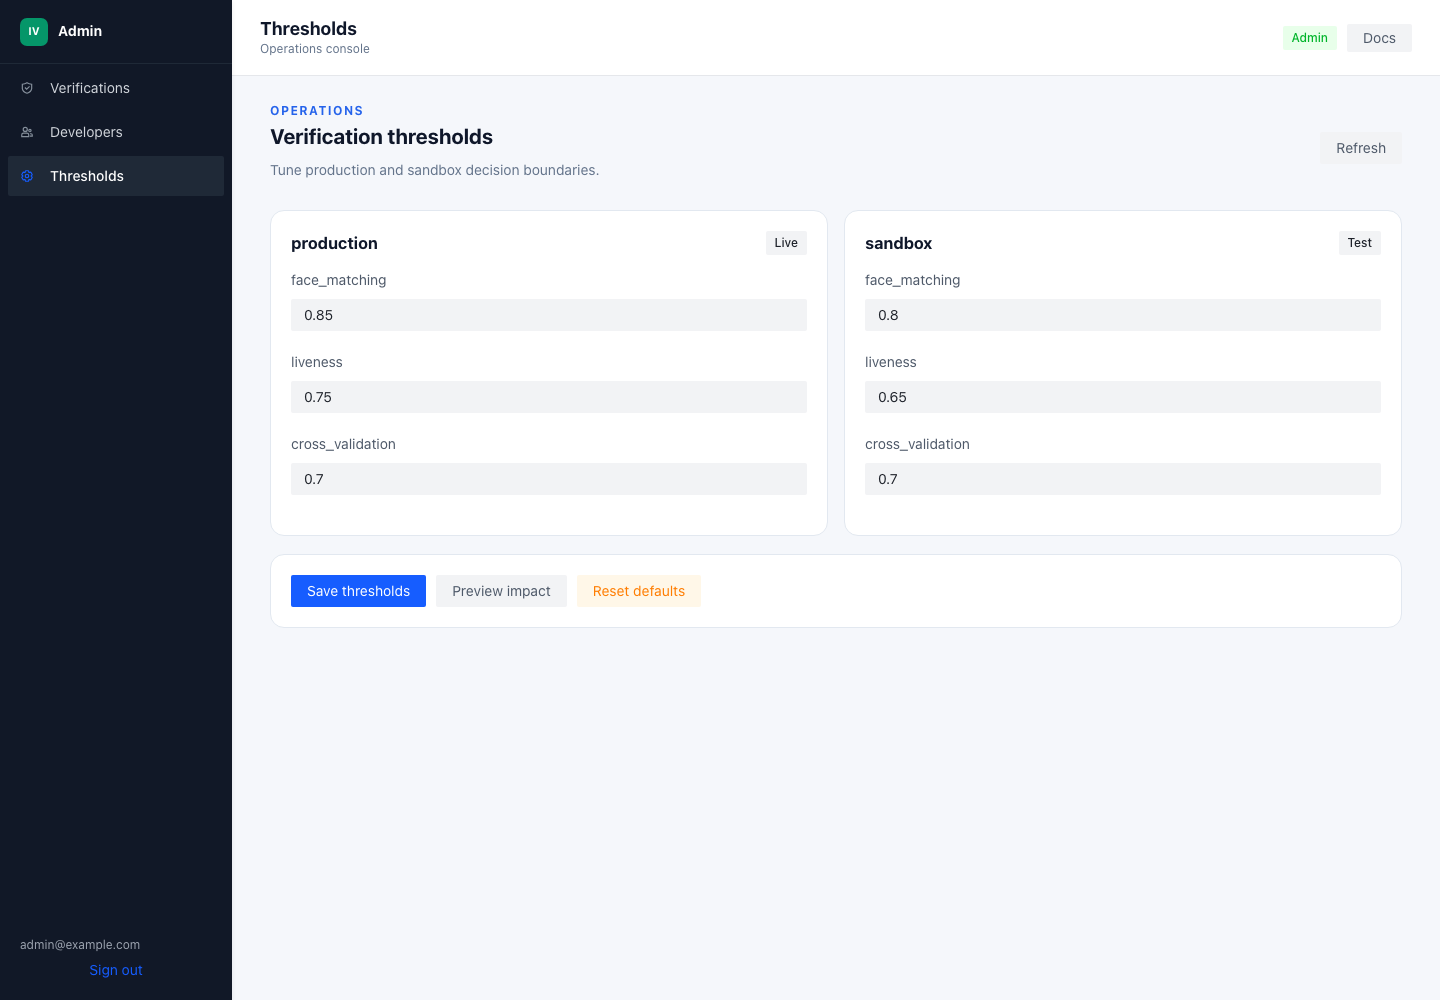 IV Admin
Verifications
Developers
Thresholds
admin@example.com
Sign out
Thresholds
Operations console
Admin
Docs
OPERATIONS
Verification thresholds
Tune production and sandbox decision boundaries.
Refresh
production
Live
face_matching
0.85
liveness
0.75
cross_validation
0.7
sandbox
Test
face_matching
0.8
liveness
0.65
cross_validation
0.7
Save thresholds
Preview impact
Reset defaults